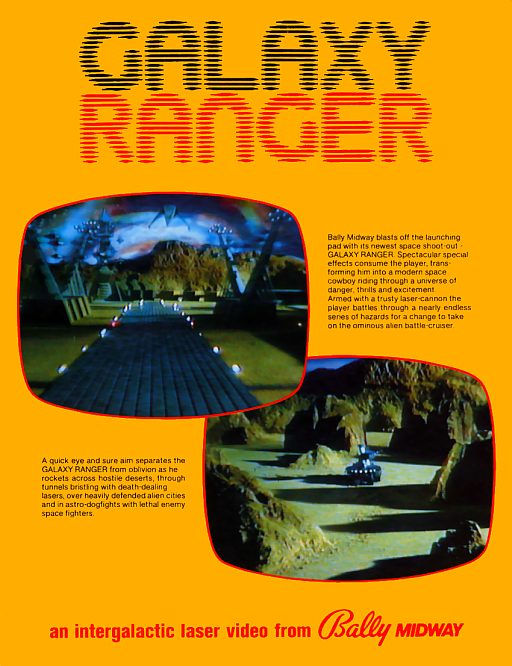 GALAXY
RANGER
Bally Midway blasts off the launching
pad with its newest space shoot-out -
GALAXY RANGER. Spectacular special
effects consume the player, trans-
forming him into a modern space
cowboy riding through a universe of
danger, thrills and excitement.
Armed with a trusty laser-cannon the
player battles through a nearly endless
series of hazards for a change to take
on the ominous alien battle-cruiser.
A quick eye and sure aim separates the
GALAXY RANGER from oblivion as he
rockets across hostile deserts, through
tunnels bristling with death-dealing
lasers, over heavily defended alien cities
and in astro-dogfights with lethal enemy
space fighters.
an intergalactic laser video from Bally MIDWAY